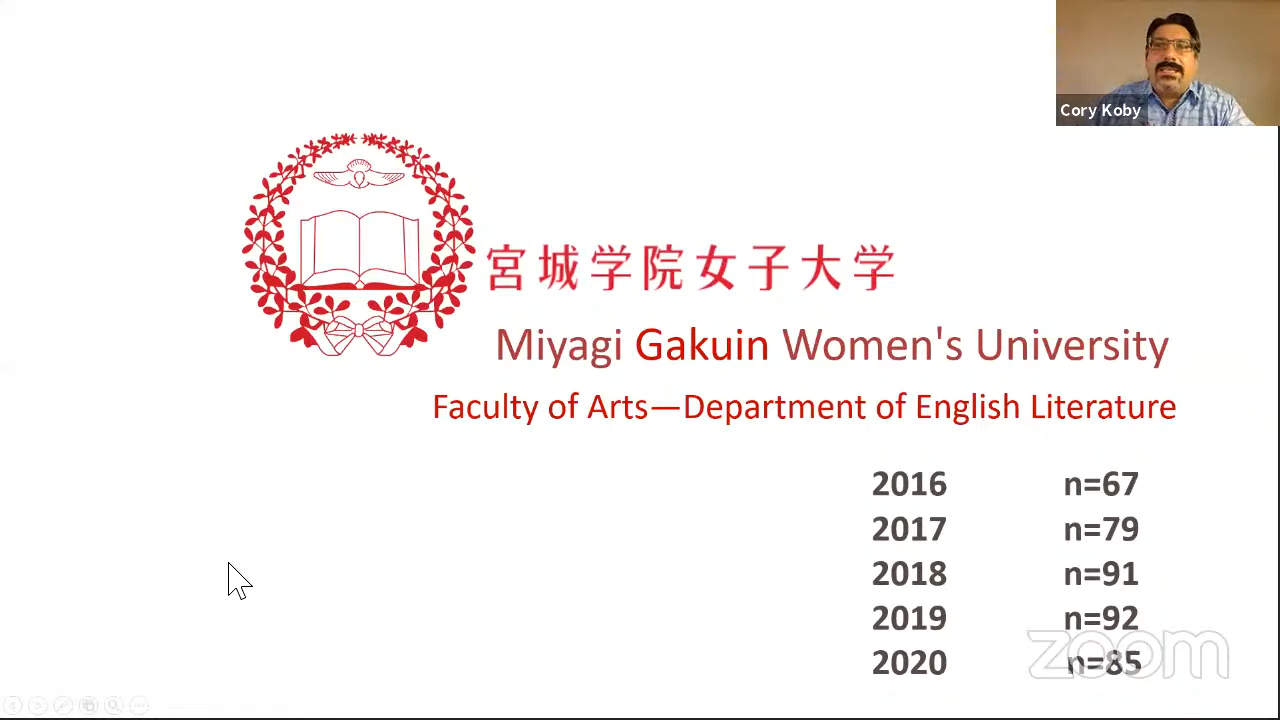 Cory Koby
宮城学院女子大学
Miyagi Gakuin Women's University
Faculty of Arts—Department of English Literature
2016 n=67
2017 n=79
2018 n=91
2019 n=92
2020 n=85
zoom